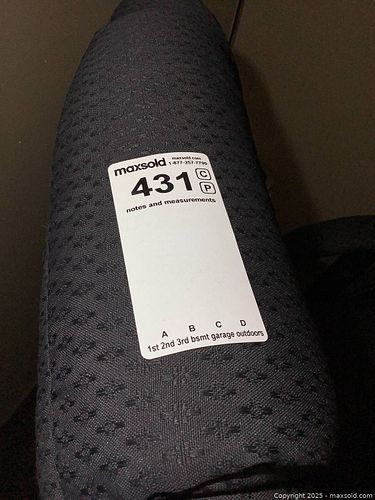 maxsold
maxsold.com
1-877-257-7799
431
C
P
notes and measurements
A B C D
1st 2nd 3rd bsmt garage outdoors
Copyright © 2025 - maxsold.com